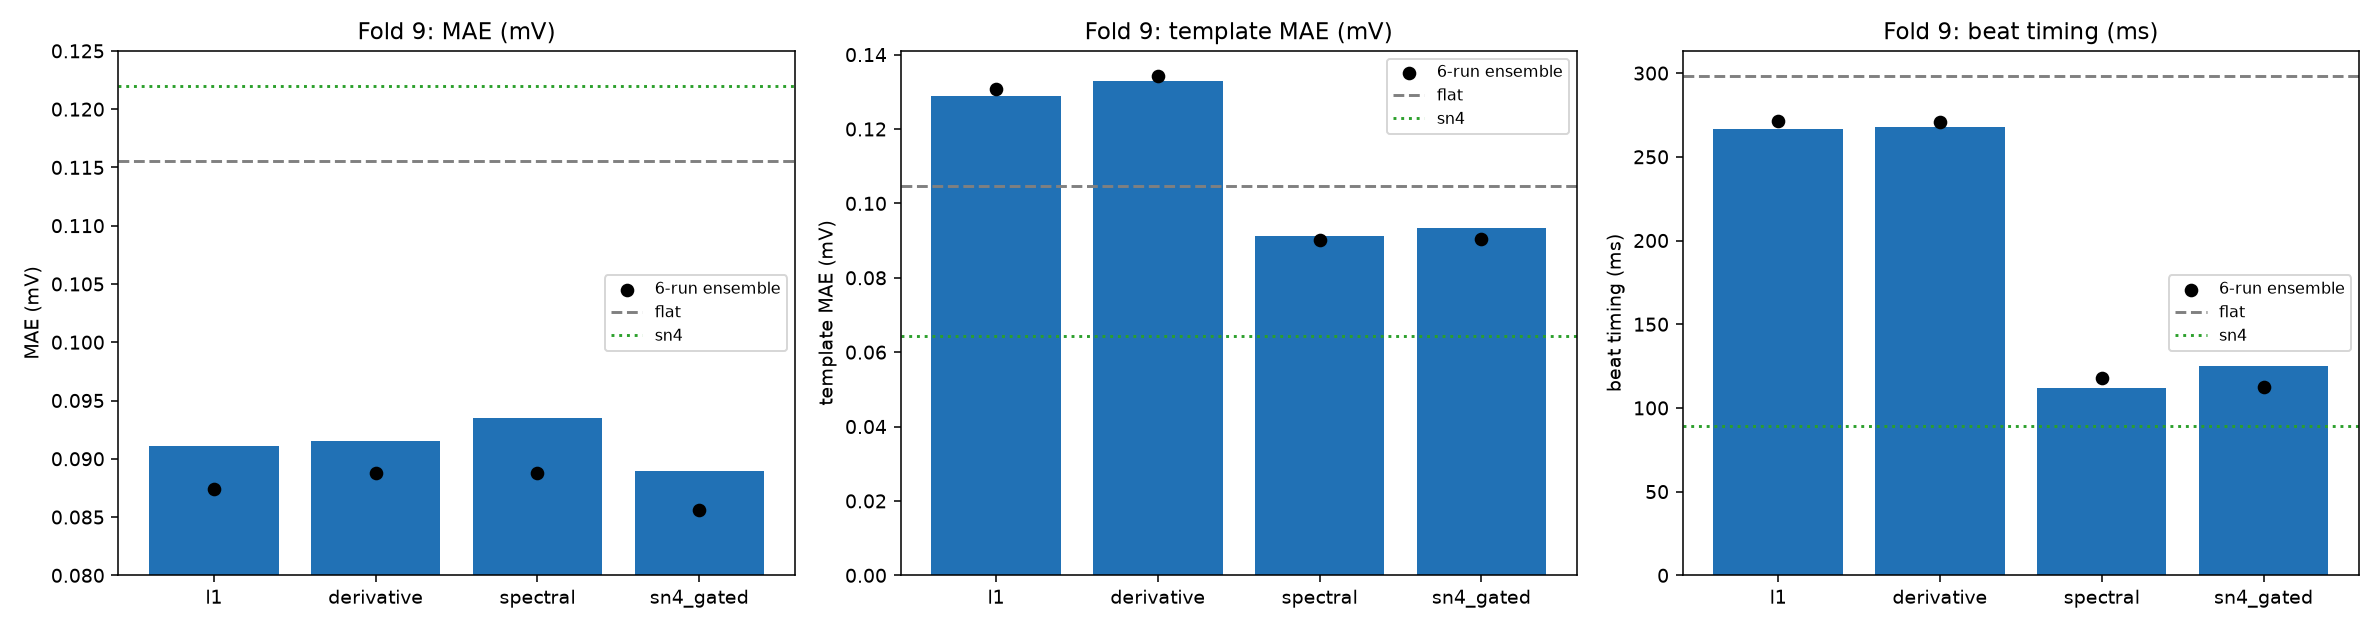 Fold 9: MAE (mV)
MAE (mV)
0.125
0.120
0.115
0.110
0.105
0.100
0.095
0.090
0.085
0.080
6-run ensemble
flat
sn4
l1 derivative spectral sn4_gated
Fold 9: template MAE (mV)
template MAE (mV)
0.14
0.12
0.10
0.08
0.06
0.04
0.02
0.00
6-run ensemble
flat
sn4
l1 derivative spectral sn4_gated
Fold 9: beat timing (ms)
beat timing (ms)
300
250
200
150
100
50
0
6-run ensemble
flat
sn4
l1 derivative spectral sn4_gated